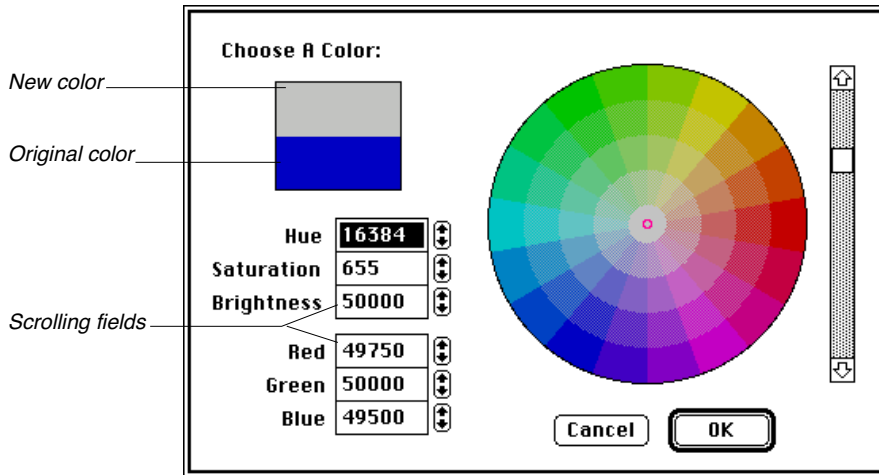 Choose A Color:
New color
Original color
Hue 16384
Saturation 655
Brightness 50000
Scrolling fields
Red 49750
Green 50000
Blue 49500
Cancel OK